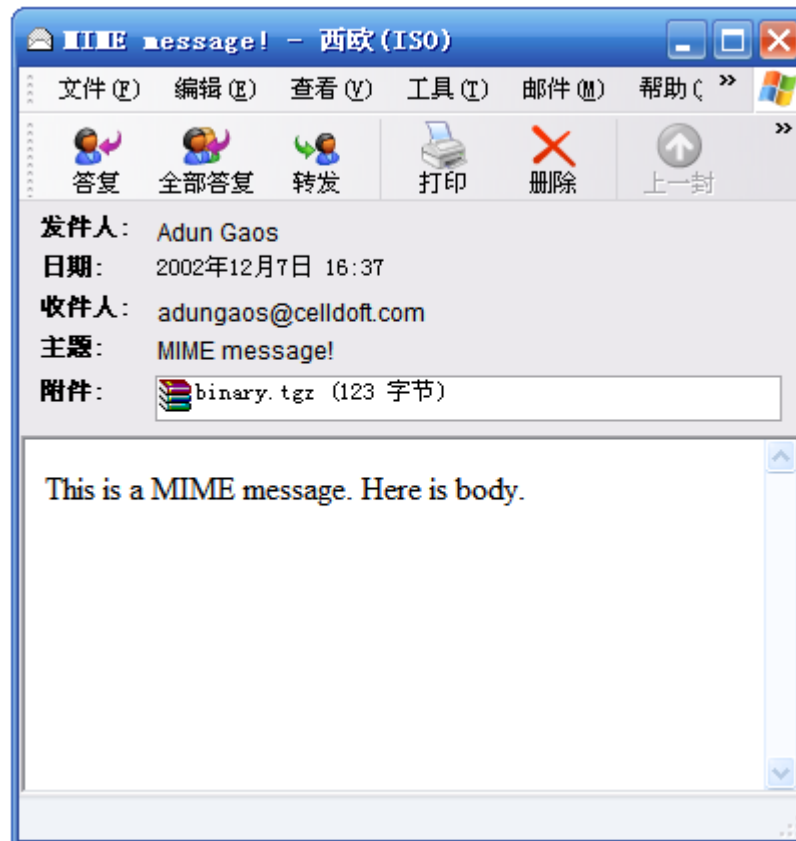 MIME message! - 西欧(ISO)
文件(F) 编辑(E) 查看(V) 工具(T) 邮件(M) 帮助( »
答复 全部答复 转发 打印 删除 上一封 »
发件人: Adun Gaos
日期: 2002年12月7日 16:37
收件人: adungaos@celldoft.com
主题: MIME message!
附件: binary.tgz (123 字节)
This is a MIME message. Here is body.